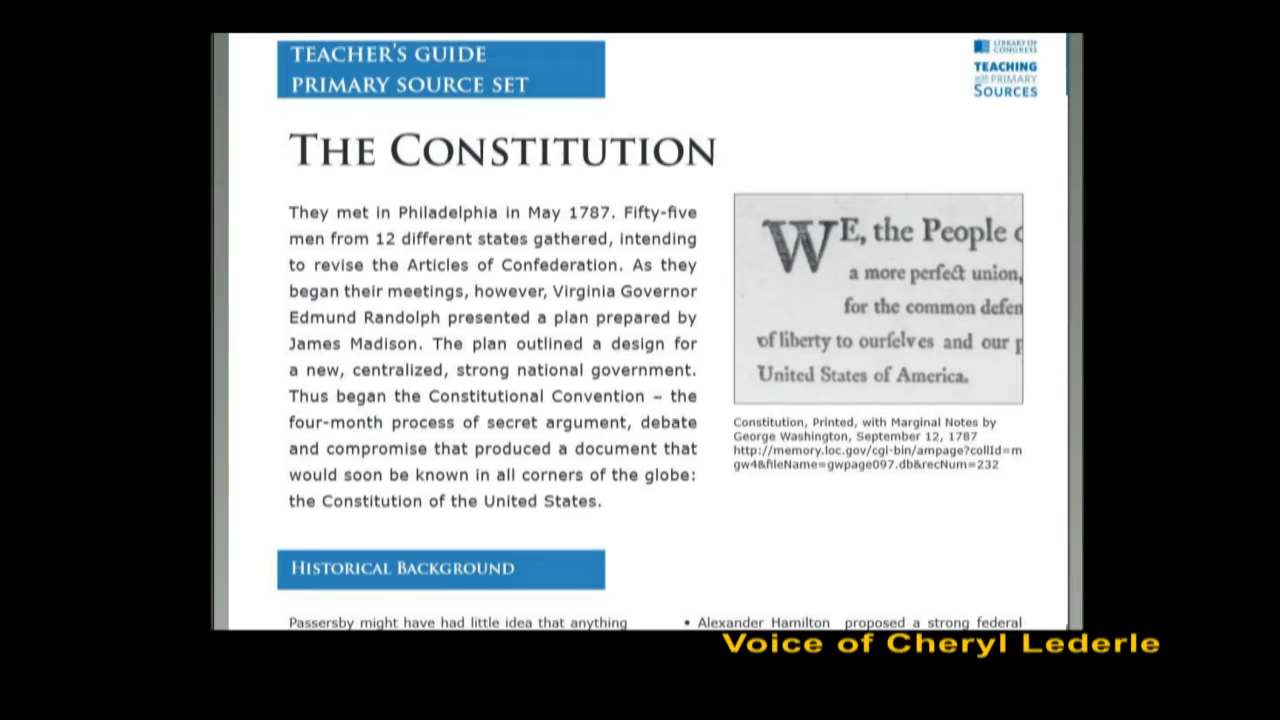 TEACHER'S GUIDE
PRIMARY SOURCE SET
LIBRARY OF
CONGRESS
TEACHING
WITH PRIMARY
SOURCES
THE CONSTITUTION
They met in Philadelphia in May 1787. Fifty-five
men from 12 different states gathered, intending
to revise the Articles of Confederation. As they
began their meetings, however, Virginia Governor
Edmund Randolph presented a plan prepared by
James Madison. The plan outlined a design for
a new, centralized, strong national government.
Thus began the Constitutional Convention – the
four-month process of secret argument, debate
and compromise that produced a document that
would soon be known in all corners of the globe:
the Constitution of the United States.
WE, the People
a more perfect union,
for the common defen
of liberty to ourſelves and our
United States of America.
Constitution, Printed, with Marginal Notes by
George Washington, September 12, 1787
http://memory.loc.gov/cgi-bin/ampage?collId=m
gw4&fileName=gwpage097.db&recNum=232
HISTORICAL BACKGROUND
Passersby might have had little idea that anything
• Alexander Hamilton proposed a strong federal
Voice of Cheryl Lederle